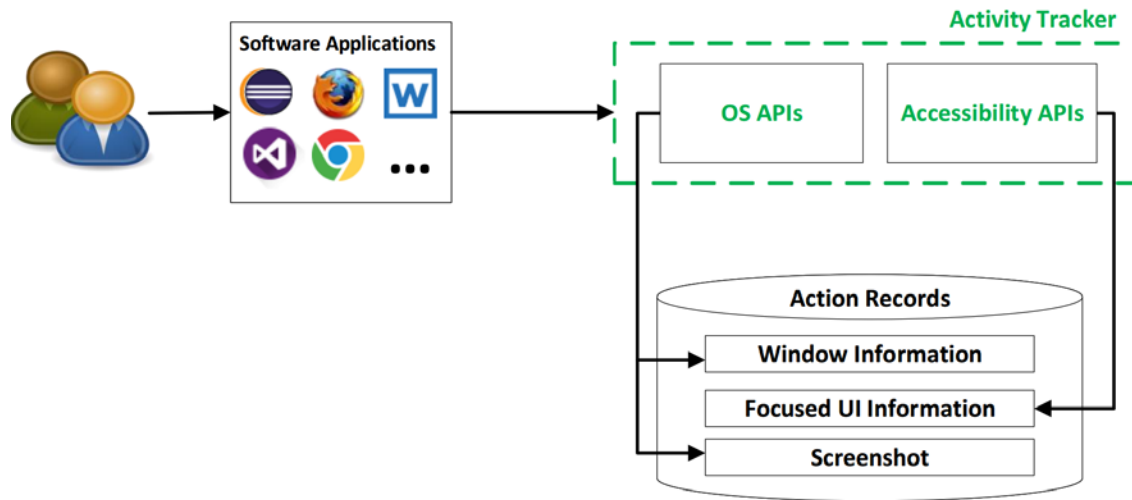 Activity Tracker
Software Applications
W
...
OS APIs
Accessibility APIs
Action Records
Window Information
Focused UI Information
Screenshot